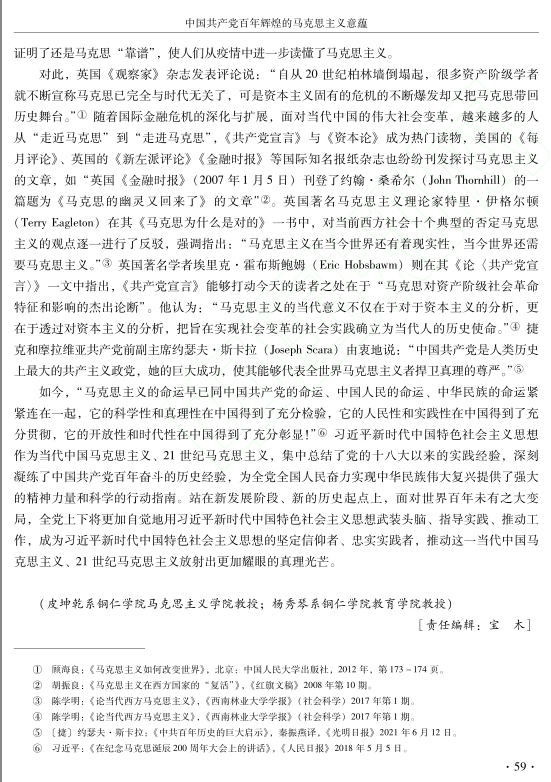 中国共产党百年辉煌的马克思主义意蕴
证明了还是马克思“靠谱”，使人们从疫情中进一步读懂了马克思主义。
对此，英国《观察家》杂志发表评论说：“自从 20 世纪柏林墙倒塌起，很多资产阶级学者
就不断宣称马克思已完全与时代无关了，可是资本主义固有的危机的不断爆发却又把马克思带回
历史舞台。”① 随着国际金融危机的深化与扩展，面对当代中国的伟大社会变革，越来越多的人
从“走近马克思”到“走进马克思”，《共产党宣言》与《资本论》成为热门读物，美国的《每
月评论》、英国的《新左派评论》《金融时报》等国际知名报纸杂志也纷纷刊发探讨马克思主义
的文章，如“英国《金融时报》（2007 年 1 月 5 日）刊登了约翰·桑希尔（John Thornhill）的一
篇题为《马克思的幽灵又回来了》的文章”②。英国著名马克思主义理论家特里·伊格尔顿
（Terry Eagleton）在其《马克思为什么是对的》一书中，对当前西方社会十个典型的否定马克思
主义的观点逐一进行了反驳，强调指出：“马克思主义在当今世界还有着现实性，当今世界还需
要马克思主义。”③ 英国著名学者埃里克·霍布斯鲍姆（Eric Hobsbawm）则在其《论〈共产党宣
言〉》一文中指出，《共产党宣言》能够打动今天的读者之处在于“马克思对资产阶级社会革命
特征和影响的杰出论断”。他认为：“马克思主义的当代意义不仅在于对于资本主义的分析，更
在于透过对资本主义的分析，把旨在实现社会变革的社会实践确立为当代人的历史使命。”④ 捷
克和摩拉维亚共产党前副主席约瑟夫·斯卡拉（Joseph Scara）由衷地说：“中国共产党是人类历史
上最大的共产主义政党，她的巨大成功，使其能够代表全世界马克思主义者捍卫真理的尊严。”⑤
如今，“马克思主义的命运早已同中国共产党的命运、中国人民的命运、中华民族的命运紧
紧连在一起，它的科学性和真理性在中国得到了充分检验，它的人民性和实践性在中国得到了充
分贯彻，它的开放性和时代性在中国得到了充分彰显！”⑥ 习近平新时代中国特色社会主义思想
作为当代中国马克思主义、21 世纪马克思主义，集中总结了党的十八大以来的实践经验，深刻
凝练了中国共产党百年奋斗的历史经验，为全党全国人民奋力实现中华民族伟大复兴提供了强大
的精神力量和科学的行动指南。站在新发展阶段、新的历史起点上，面对世界百年未有之大变
局，全党上下将更加自觉地用习近平新时代中国特色社会主义思想武装头脑、指导实践、推动工
作，成为习近平新时代中国特色社会主义思想的坚定信仰者、忠实实践者，推动这一当代中国马
克思主义、21 世纪马克思主义放射出更加耀眼的真理光芒。
（皮坤乾系铜仁学院马克思主义学院教授；杨秀琴系铜仁学院教育学院教授）
［责任编辑：宝　木］
① 顾海良：《马克思主义如何改变世界》，北京：中国人民大学出版社，2012 年，第 173－174 页。
② 胡振良：《马克思主义在西方国家的“复活”》，《红旗文稿》2008 年第 10 期。
③ 陈学明：《论当代西方马克思主义》，《西南林业大学学报》（社会科学）2017 年第 1 期。
④ 陈学明：《论当代西方马克思主义》，《西南林业大学学报》（社会科学）2017 年第 1 期。
⑤ 〔捷〕约瑟夫·斯卡拉：《中共百年历史的巨大启示》，秦振燕译，《光明日报》2021 年 6 月 12 日。
⑥ 习近平：《在纪念马克思诞辰 200 周年大会上的讲话》，《人民日报》2018 年 5 月 5 日。
·59·